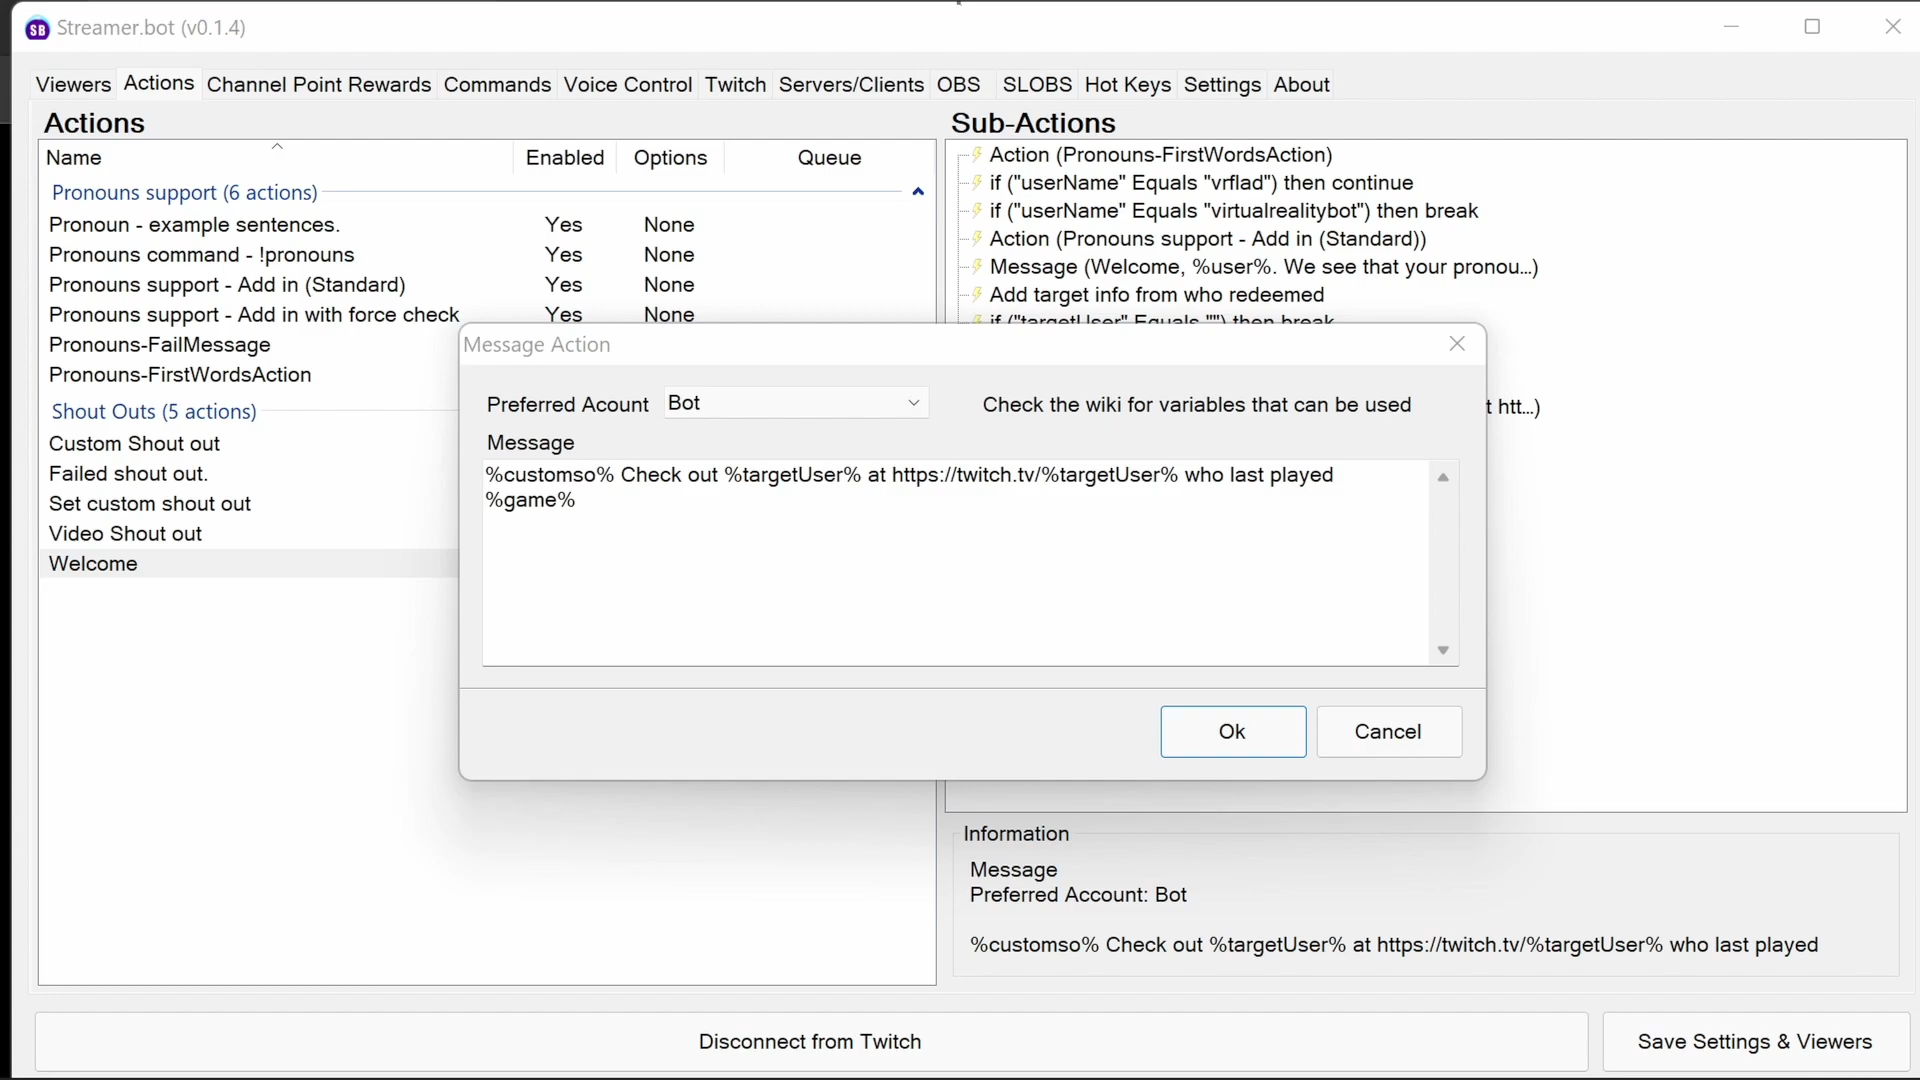 SB Streamer.bot (v0.1.4)
Viewers Actions Channel Point Rewards Commands Voice Control Twitch Servers/Clients OBS SLOBS Hot Keys Settings About
Actions
Name Enabled Options Queue
Pronouns support (6 actions)
Pronoun - example sentences. Yes None
Pronouns command - !pronouns Yes None
Pronouns support - Add in (Standard) Yes None
Pronouns support - Add in with force check Yes None
Pronouns-FailMessage
Pronouns-FirstWordsAction
Shout Outs (5 actions)
Custom Shout out
Failed shout out.
Set custom shout out
Video Shout out
Welcome
Sub-Actions
Action (Pronouns-FirstWordsAction)
if ("userName" Equals "vrflad") then continue
if ("userName" Equals "virtualrealitybot") then break
Action (Pronouns support - Add in (Standard))
Message (Welcome, %user%. We see that your pronou...)
Add target info from who redeemed
if ("targetUser" Equals "") then break
t htt...)
Message Action
Preferred Acount Bot Check the wiki for variables that can be used
Message
%customso% Check out %targetUser% at https://twitch.tv/%targetUser% who last played
%game%
Ok Cancel
Information
Message
Preferred Account: Bot
%customso% Check out %targetUser% at https://twitch.tv/%targetUser% who last played
Disconnect from Twitch Save Settings & Viewers